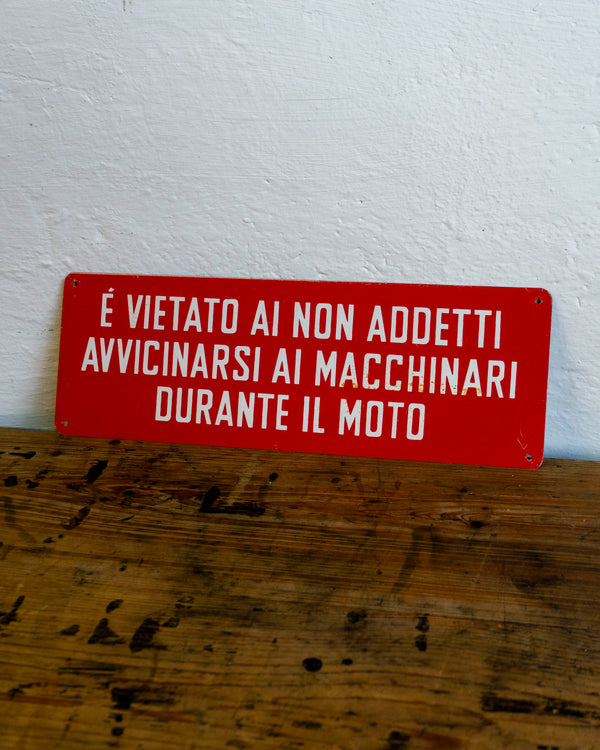 É VIETATO AI NON ADDETTI
AVVICINARSI AI MACCHINARI
DURANTE IL MOTO